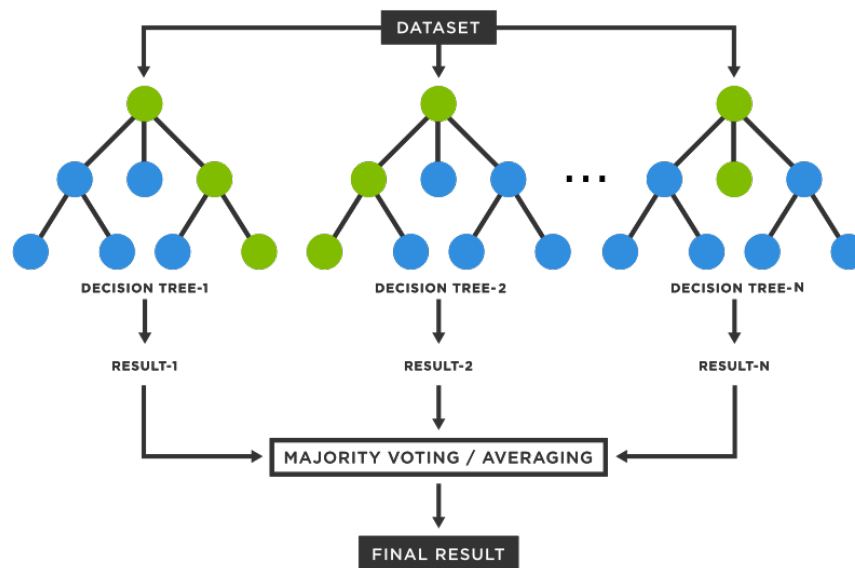 DATASET
...
DECISION TREE-1
DECISION TREE-2
DECISION TREE-N
RESULT-1
RESULT-2
RESULT-N
MAJORITY VOTING / AVERAGING
FINAL RESULT